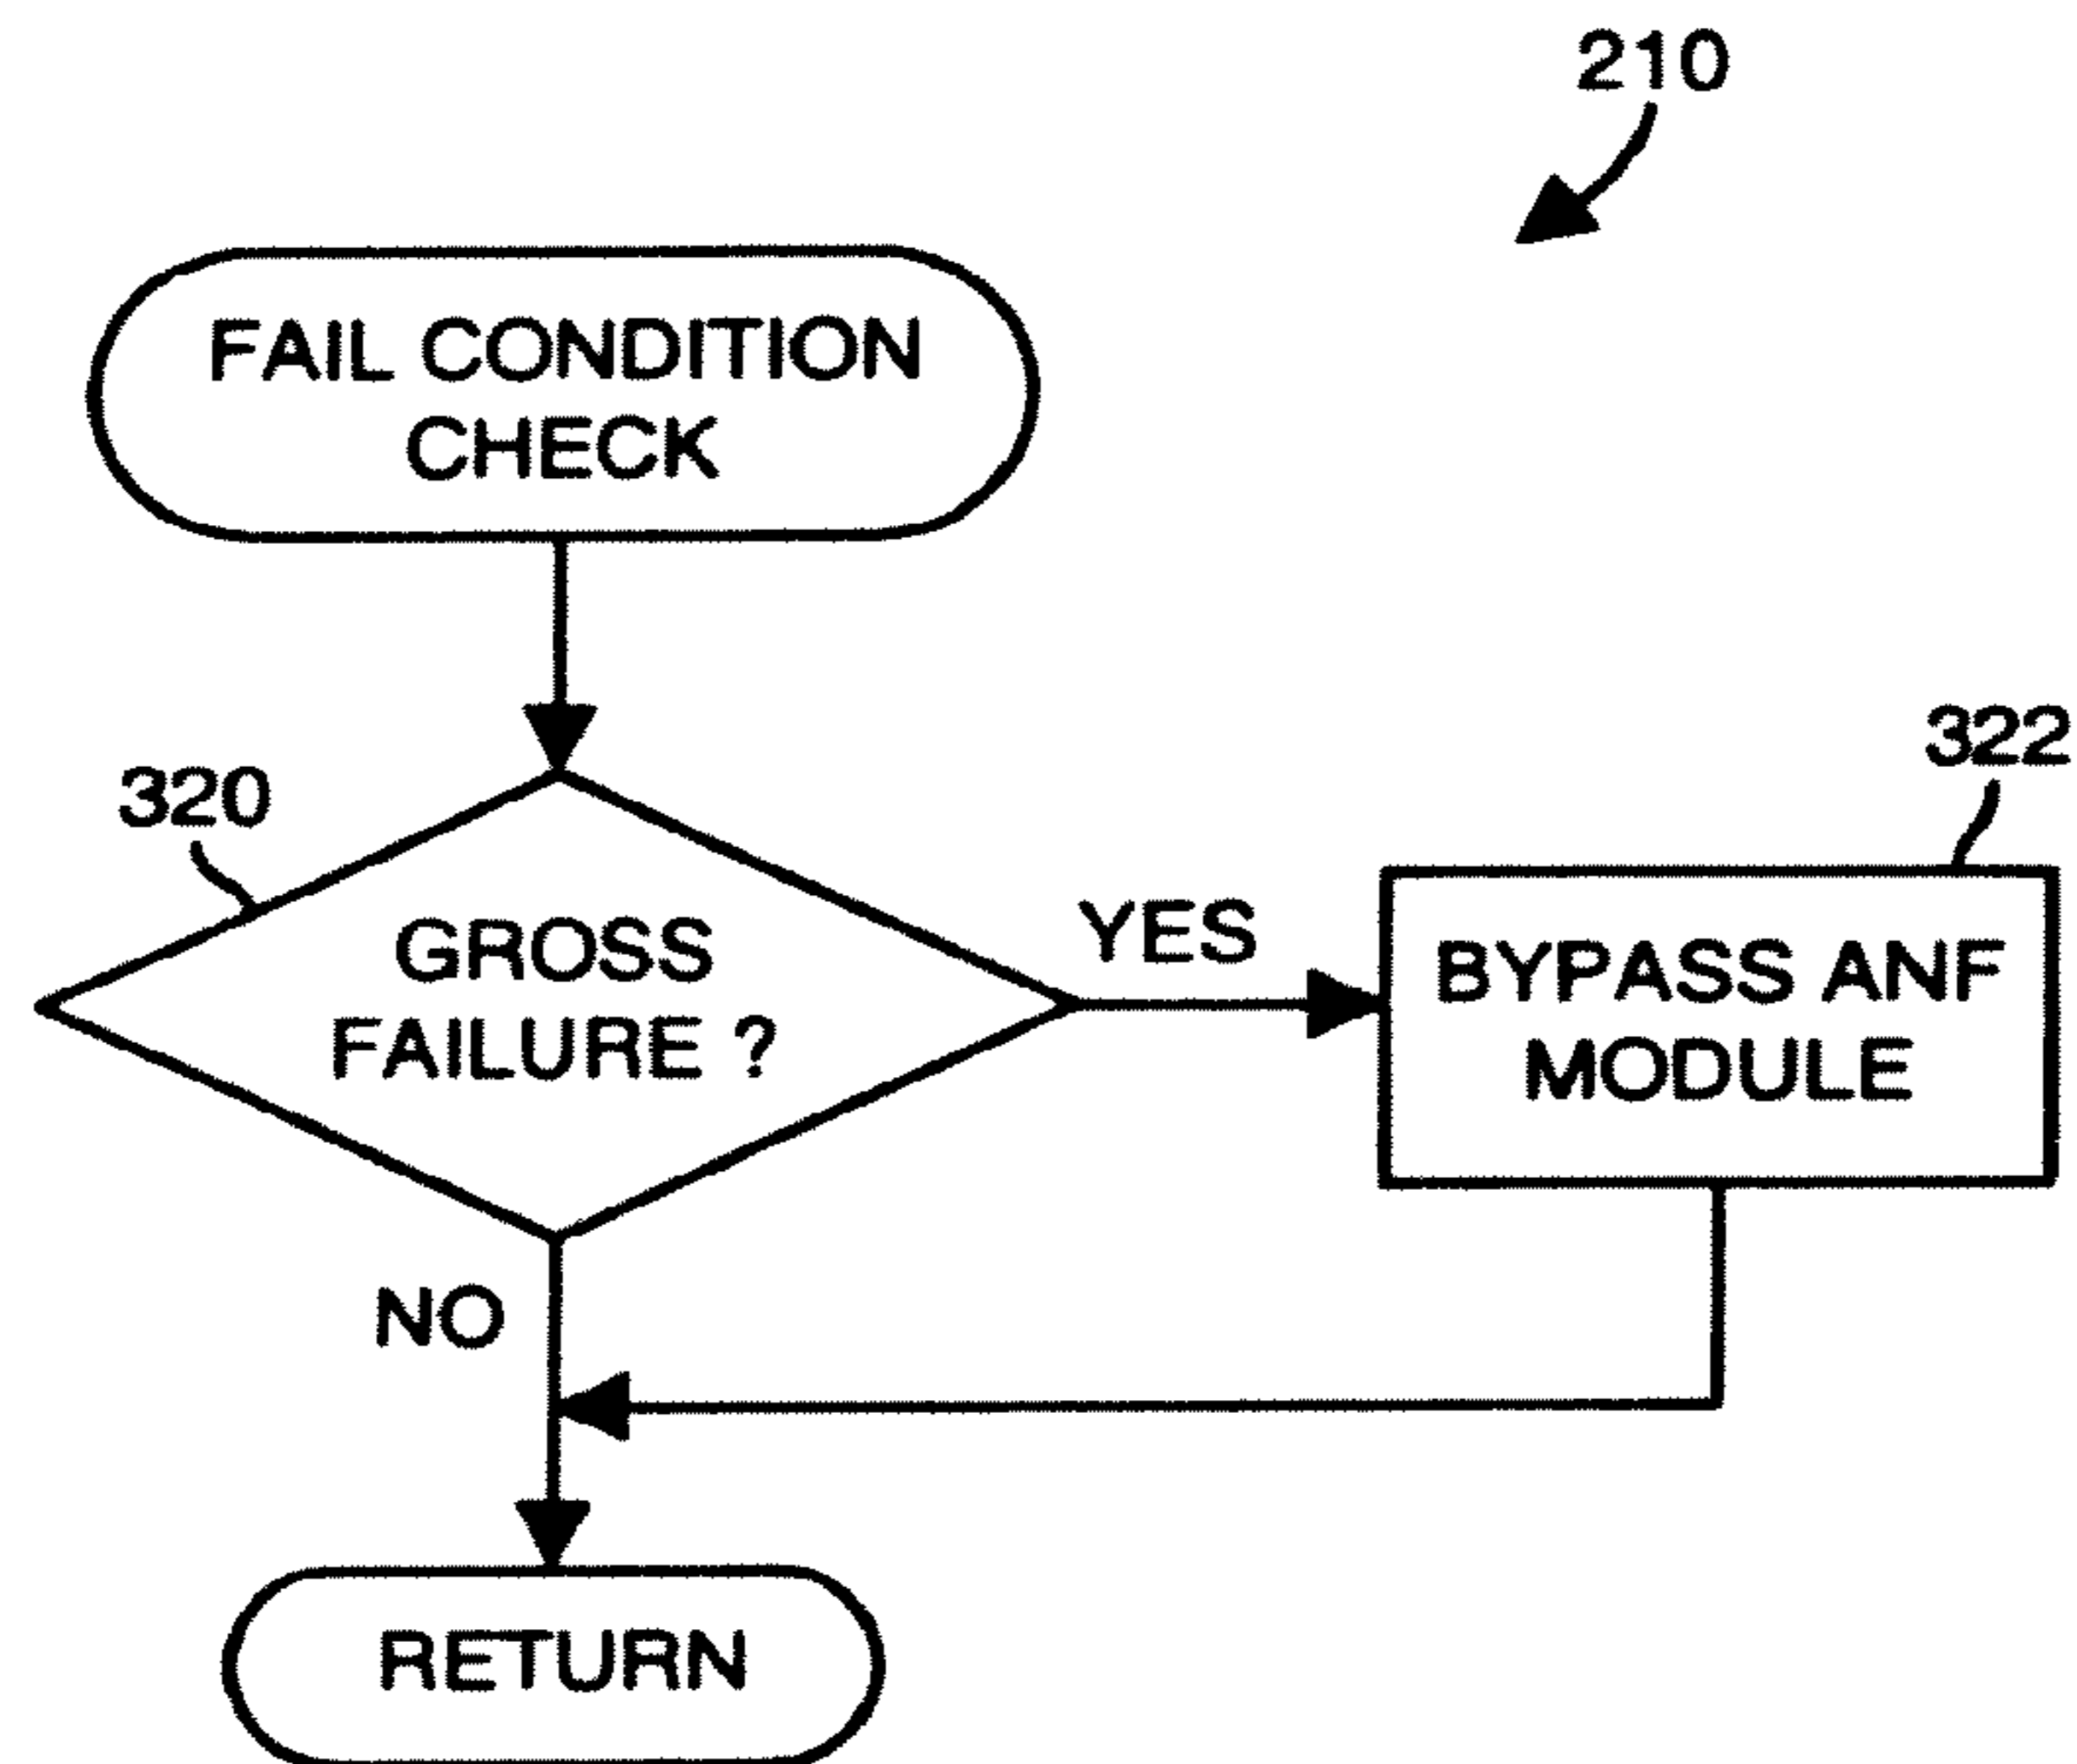 210
FAIL CONDITION
CHECK
320
GROSS
FAILURE ?
YES
322
BYPASS ANF
MODULE
NO
RETURN